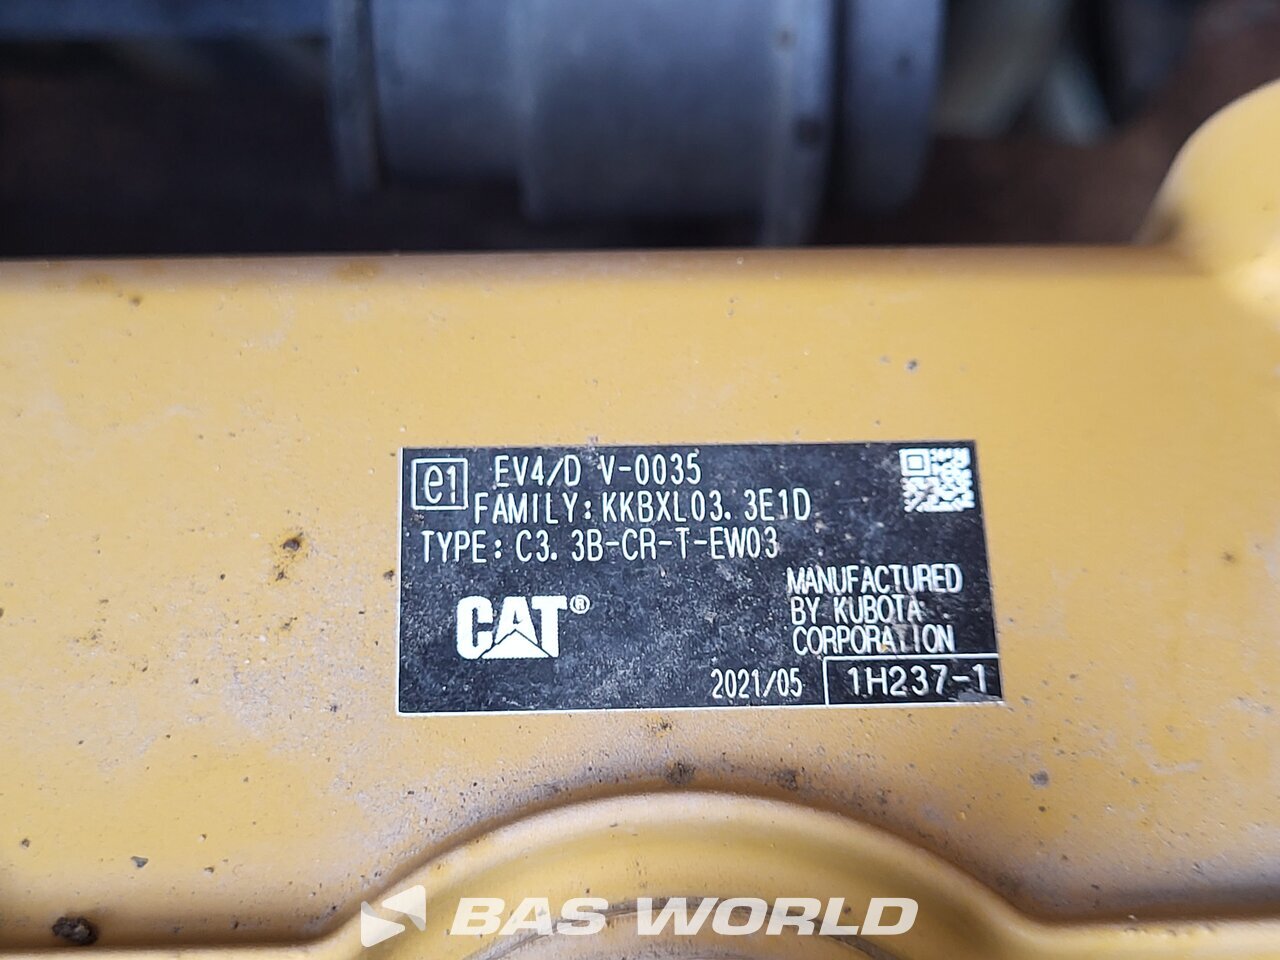 e1 EV4/D V-0035
FAMILY: KKBXL03. 3E1D
TYPE: C3. 3B-CR-T-EW03
CAT®
MANUFACTURED
BY KUBOTA
CORPORATION
2021/05 1H237-1
BAS WORLD